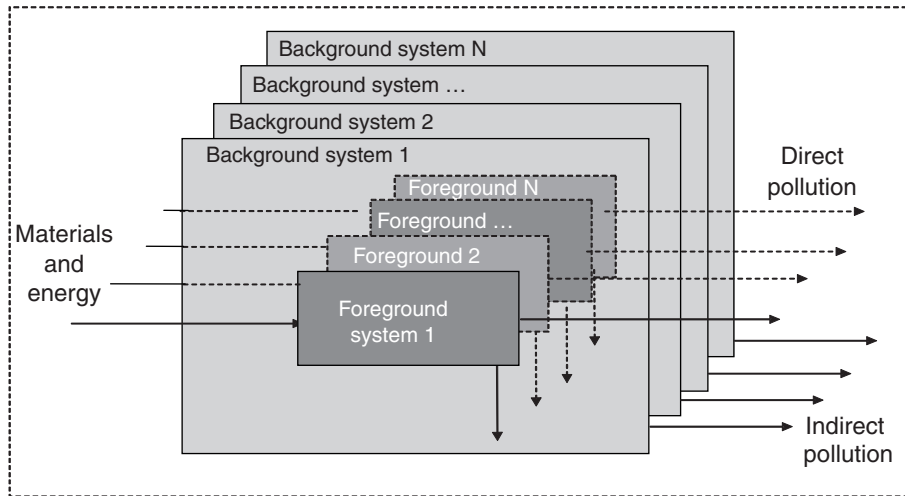 Background system N
Background system …
Background system 2
Background system 1
Foreground N
Foreground …
Foreground 2
Foreground
system 1
Materials
and
energy
Direct
pollution
Indirect
pollution